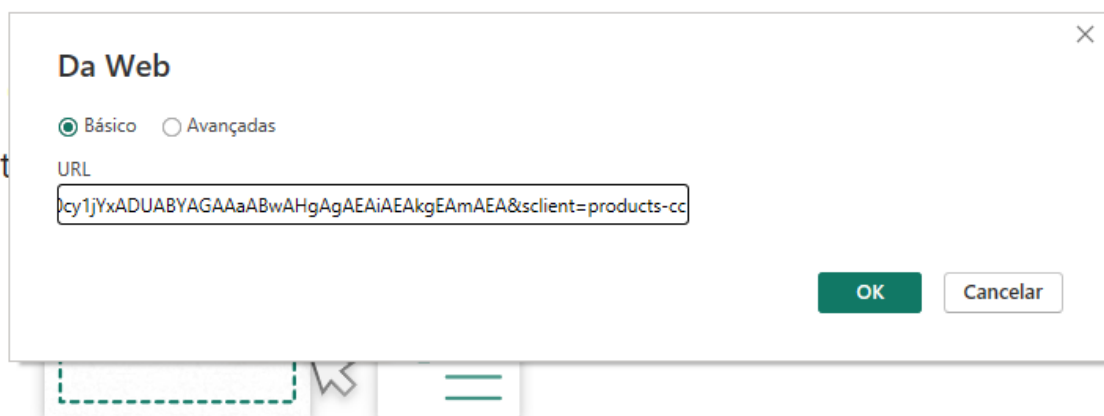 Da Web
Básico Avançadas
URL
cy1jYxADUABYAGAAaABwAHgAgAEAiAEAkgEAmAEA&sclient=products-cc
OK Cancelar